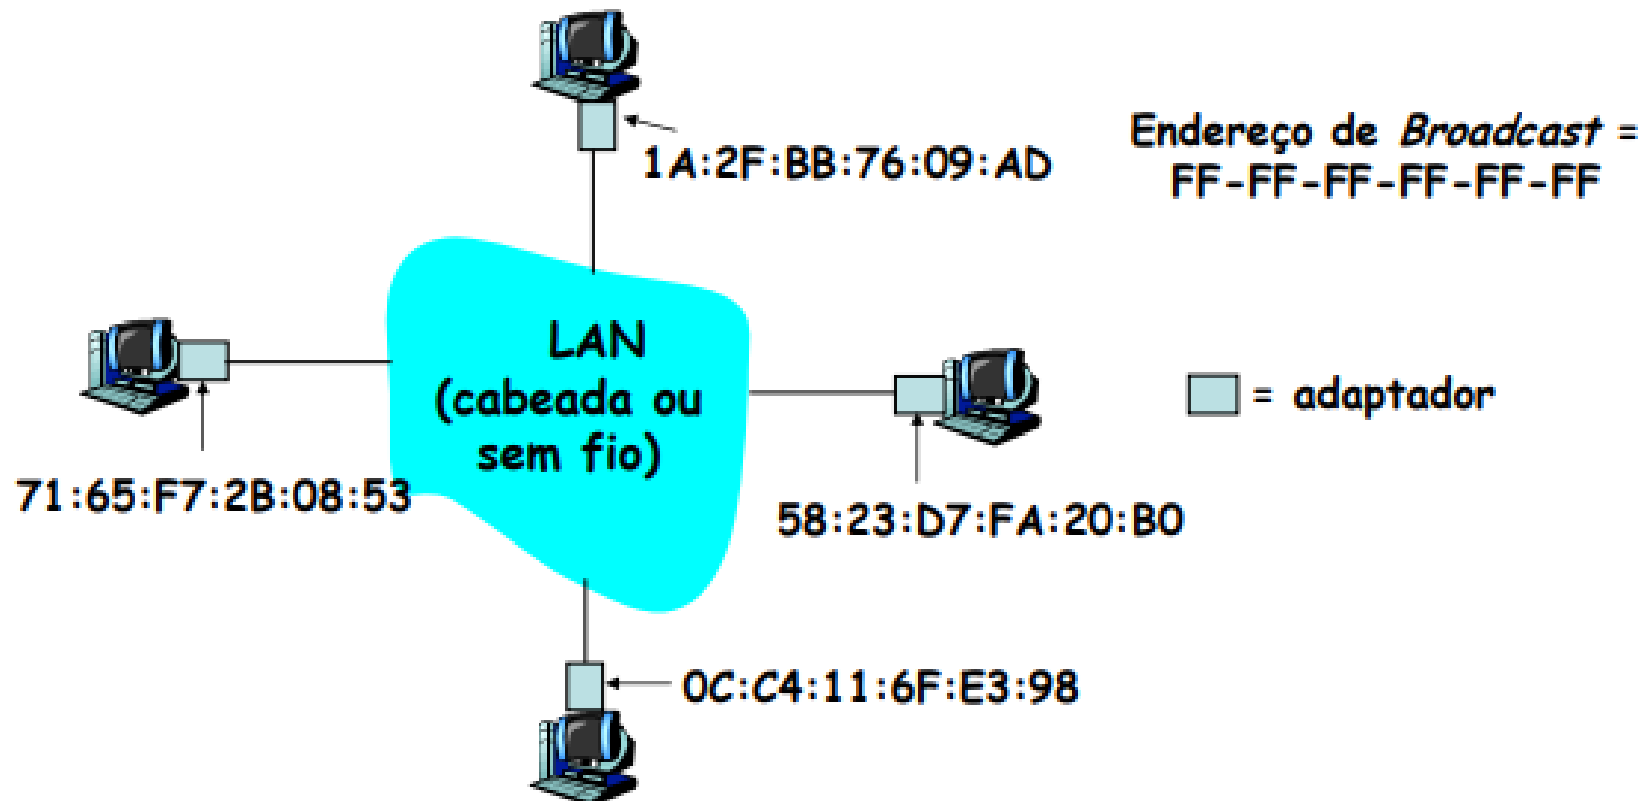 1A:2F:BB:76:09:AD
Endereço de Broadcast =
FF-FF-FF-FF-FF-FF
LAN
(cabeada ou
sem fio)
= adaptador
71:65:F7:2B:08:53
58:23:D7:FA:20:B0
0C:C4:11:6F:E3:98